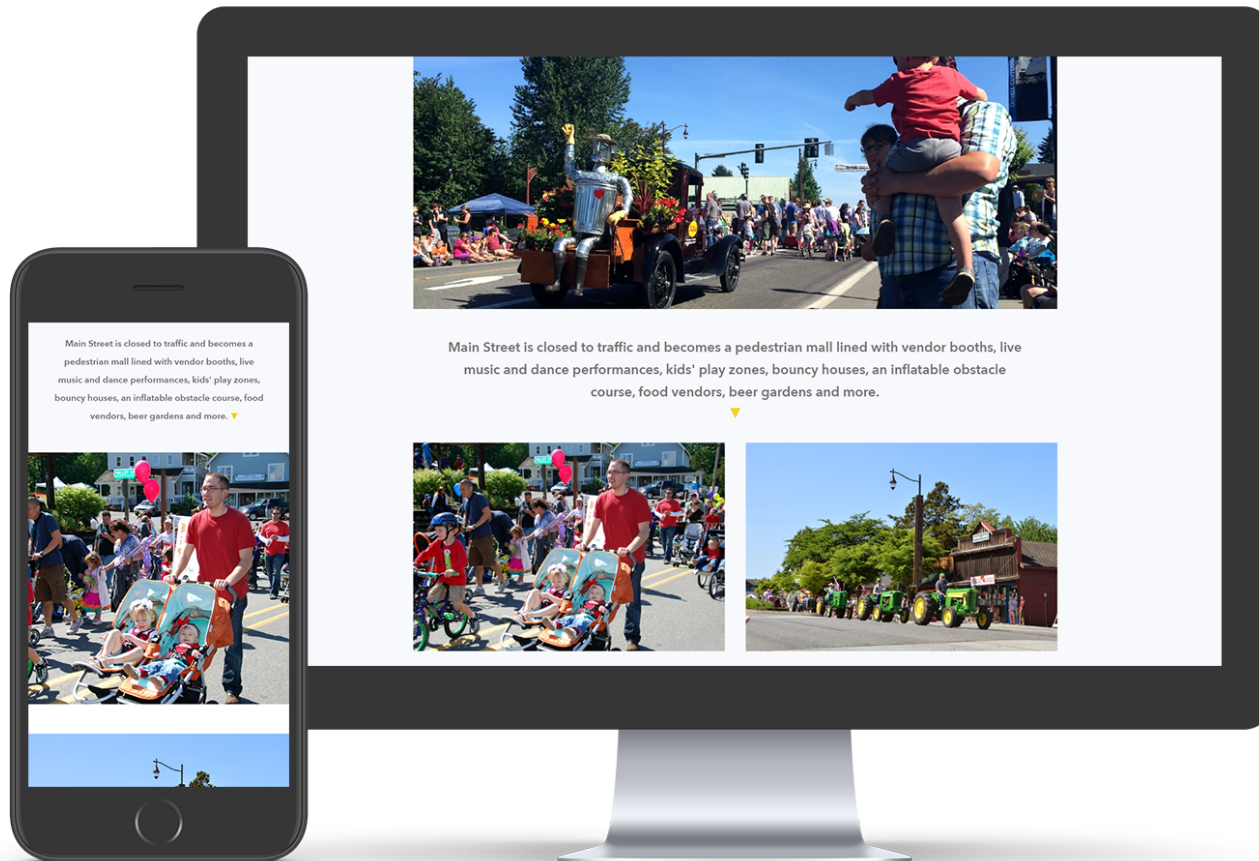 Main Street is closed to traffic and becomes a pedestrian mall lined with vendor booths, live
music and dance performances, kids' play zones, bouncy houses, an inflatable obstacle
course, food vendors, beer gardens and more.
Main Street is closed to traffic and becomes a
pedestrian mall lined with vendor booths, live
music and dance performances, kids' play zones,
bouncy houses, an inflatable obstacle course, food
vendors, beer gardens and more.